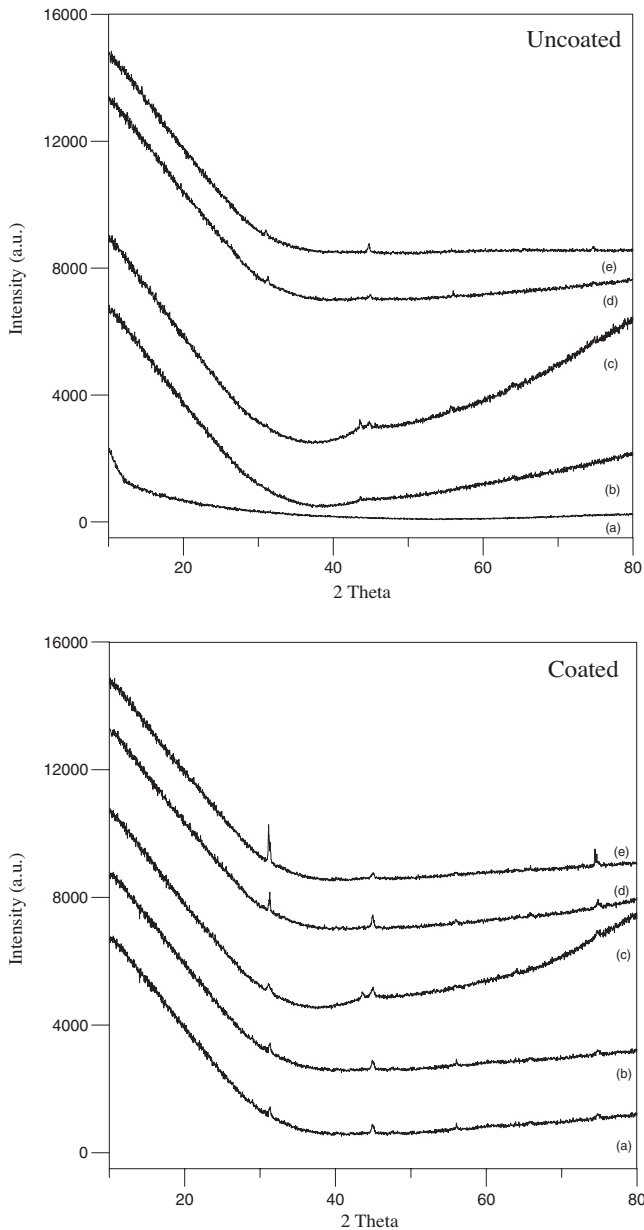 Uncoated
16000
12000
8000
4000
0
Intensity (a.u.)
(e)
(d)
(c)
(b)
(a)
20
40
60
80
2 Theta
Coated
16000
12000
8000
4000
0
Intensity (a.u.)
(e)
(d)
(c)
(b)
(a)
20
40
60
80
2 Theta